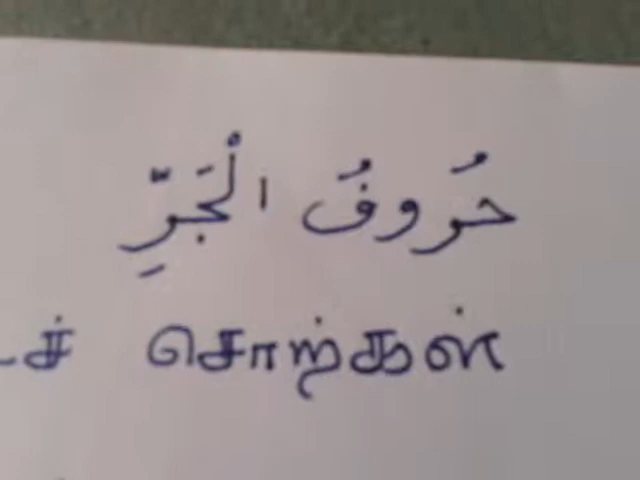 حُرُوفُ الْجَرِّ
ச் சொற்கள்